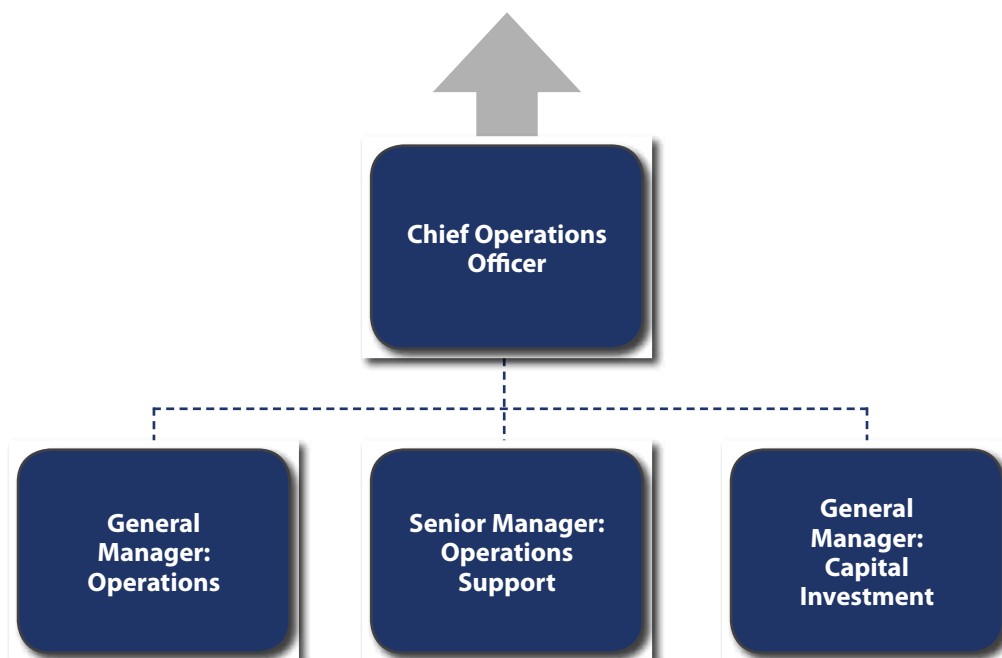 Chief Operations
Officer
General
Manager:
Operations
Senior Manager:
Operations
Support
General
Manager:
Capital
Investment